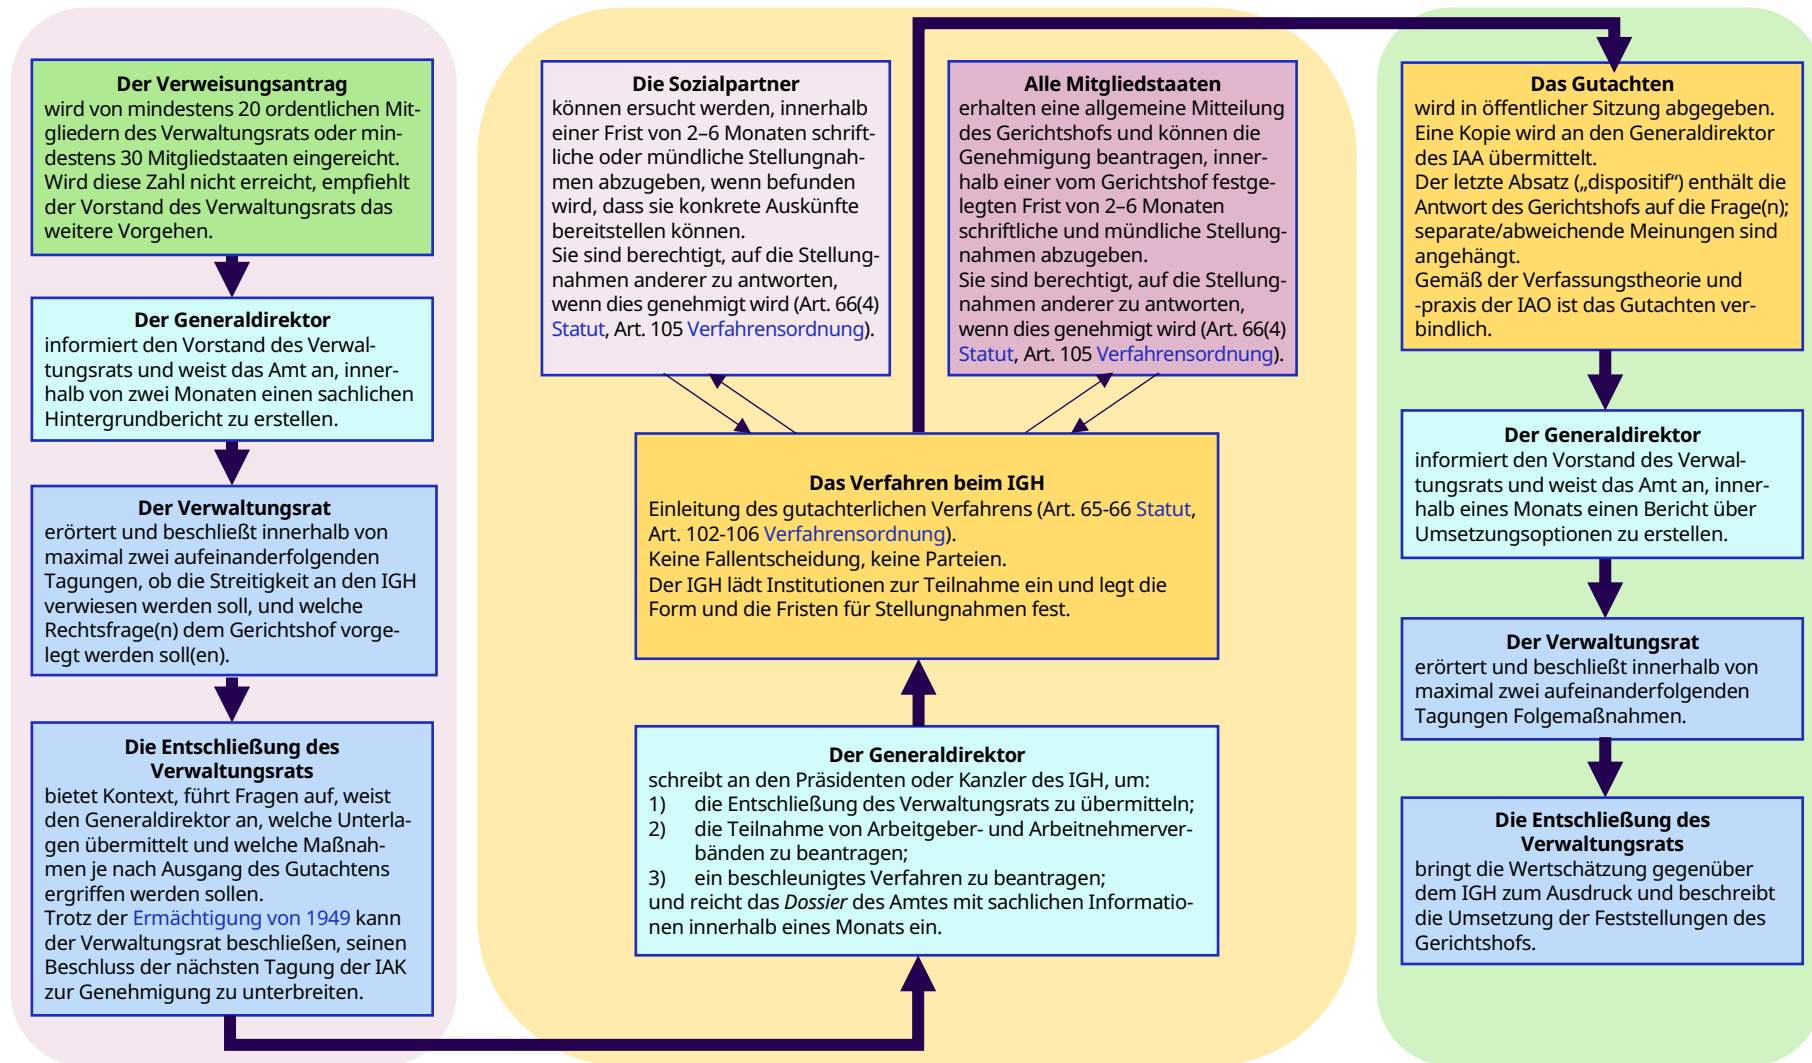 Der Verweisungsantrag
wird von mindestens 20 ordentlichen Mit-
gliedern des Verwaltungsrats oder min-
destens 30 Mitgliedstaaten eingereicht.
Wird diese Zahl nicht erreicht, empfiehlt
der Vorstand des Verwaltungsrats das
weitere Vorgehen.
Der Generaldirektor
informiert den Vorstand des Verwal-
tungsrats und weist das Amt an, inner-
halb von zwei Monaten einen sachlichen
Hintergrundbericht zu erstellen.
Der Verwaltungsrat
erörtert und beschließt innerhalb von
maximal zwei aufeinanderfolgenden
Tagungen, ob die Streitigkeit an den IGH
verwiesen werden soll, und welche
Rechtsfrage(n) dem Gerichtshof vorge-
legt werden soll(en).
Die Entschließung des
Verwaltungsrats
bietet Kontext, führt Fragen auf, weist
den Generaldirektor an, welche Unterla-
gen übermittelt und welche Maßnah-
men je nach Ausgang des Gutachtens
ergriffen werden sollen.
Trotz der Ermächtigung von 1949 kann
der Verwaltungsrat beschließen, seinen
Beschluss der nächsten Tagung der IAK
zur Genehmigung zu unterbreiten.
Die Sozialpartner
können ersucht werden, innerhalb
einer Frist von 2–6 Monaten schrift-
liche oder mündliche Stellungnah-
men abzugeben, wenn befunden
wird, dass sie konkrete Auskünfte
bereitstellen können.
Sie sind berechtigt, auf die Stellung-
nahmen anderer zu antworten,
wenn dies genehmigt wird (Art. 66(4)
Statut, Art. 105 Verfahrensordnung).
Alle Mitgliedstaaten
erhalten eine allgemeine Mitteilung
des Gerichtshofs und können die
Genehmigung beantragen, inner-
halb einer vom Gerichtshof festge-
legten Frist von 2–6 Monaten
schriftliche und mündliche Stellung-
nahmen abzugeben.
Sie sind berechtigt, auf die Stellung-
nahmen anderer zu antworten,
wenn dies genehmigt wird (Art. 66(4)
Statut, Art. 105 Verfahrensordnung).
Das Verfahren beim IGH
Einleitung des gutachterlichen Verfahrens (Art. 65-66 Statut,
Art. 102-106 Verfahrensordnung).
Keine Fallentscheidung, keine Parteien.
Der IGH lädt Institutionen zur Teilnahme ein und legt die
Form und die Fristen für Stellungnahmen fest.
Der Generaldirektor
schreibt an den Präsidenten oder Kanzler des IGH, um:
1) die Entschließung des Verwaltungsrats zu übermitteln;
2) die Teilnahme von Arbeitgeber- und Arbeitnehmerver-
bänden zu beantragen;
3) ein beschleunigtes Verfahren zu beantragen;
und reicht das Dossier des Amtes mit sachlichen Informatio-
nen innerhalb eines Monats ein.
Das Gutachten
wird in öffentlicher Sitzung abgegeben.
Eine Kopie wird an den Generaldirektor
des IAA übermittelt.
Der letzte Absatz („dispositif“) enthält die
Antwort des Gerichtshofs auf die Frage(n);
separate/abweichende Meinungen sind
angehängt.
Gemäß der Verfassungstheorie und
-praxis der IAO ist das Gutachten ver-
bindlich.
Der Generaldirektor
informiert den Vorstand des Verwal-
tungsrats und weist das Amt an, inner-
halb eines Monats einen Bericht über
Umsetzungsoptionen zu erstellen.
Der Verwaltungsrat
erörtert und beschließt innerhalb von
maximal zwei aufeinanderfolgenden
Tagungen Folgemaßnahmen.
Die Entschließung des
Verwaltungsrats
bringt die Wertschätzung gegenüber
dem IGH zum Ausdruck und beschreibt
die Umsetzung der Feststellungen des
Gerichtshofs.